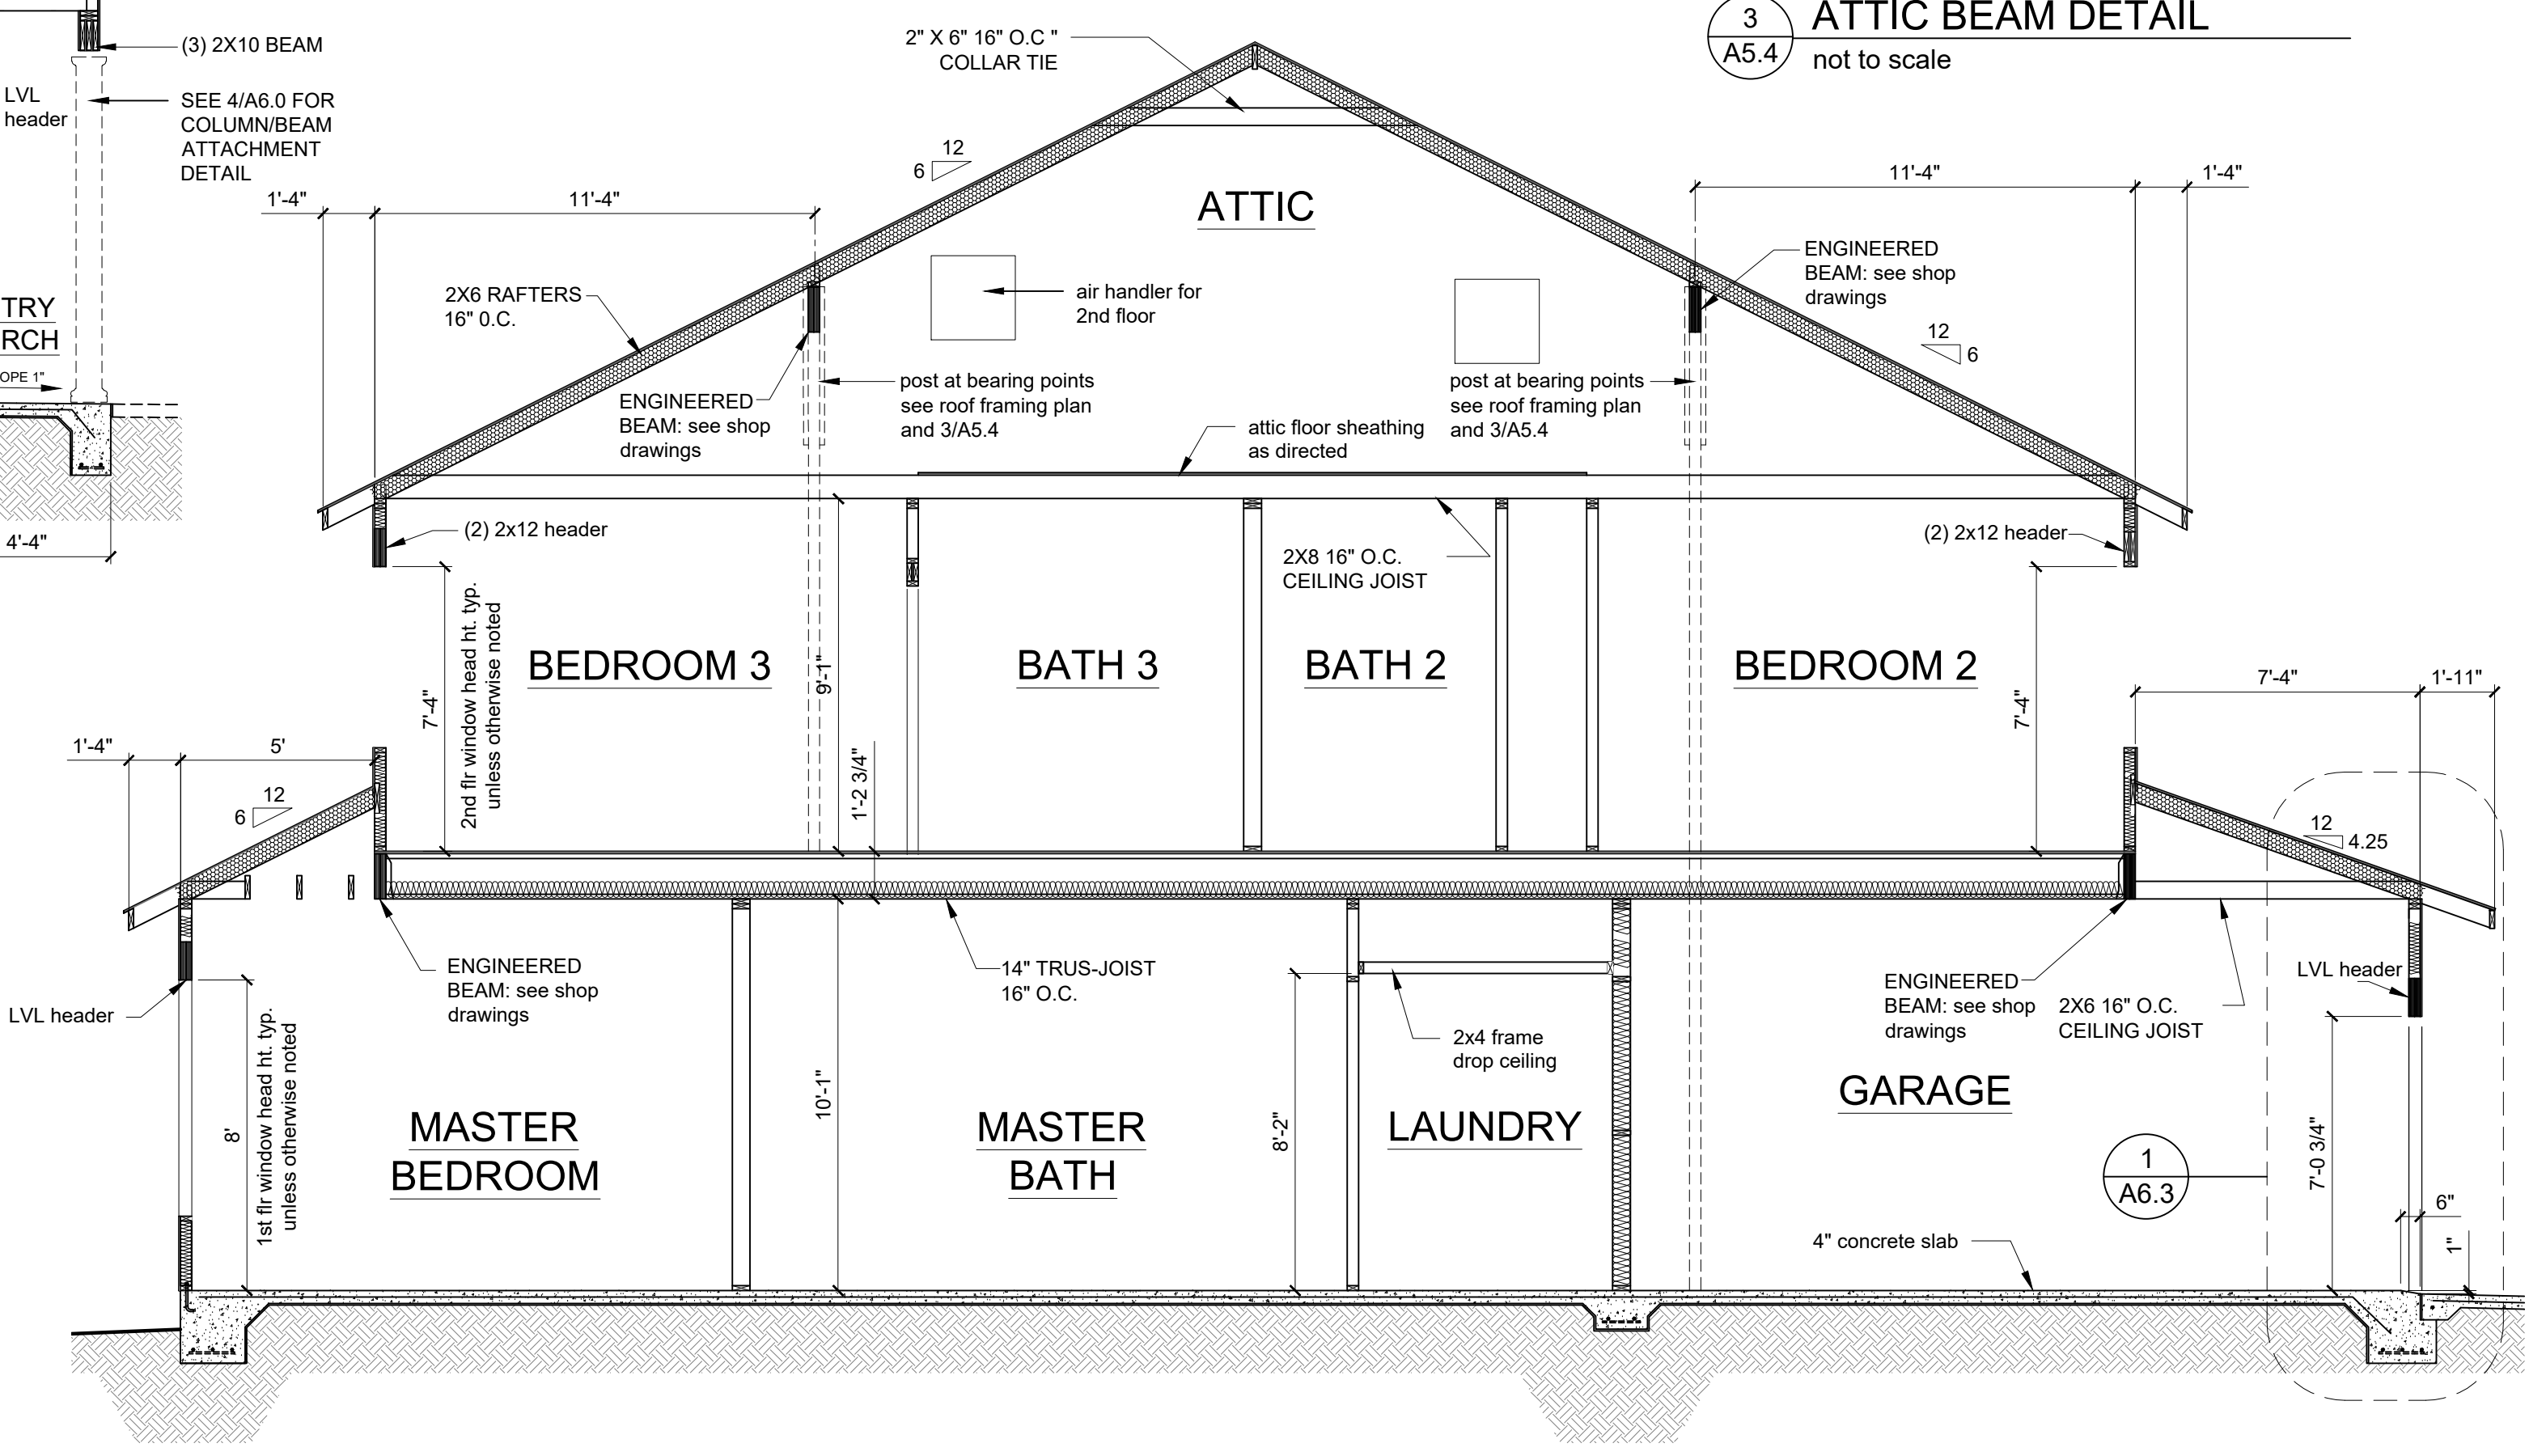 3
A5.4
ATTIC BEAM DETAIL
not to scale
(3) 2X10 BEAM
LVL
header
SEE 4/A6.0 FOR
COLUMN/BEAM
ATTACHMENT
DETAIL
TRY
RCH
OPE 1"
4'-4"
2" X 6" 16" O.C "
COLLAR TIE
12
6
1'-4"
11'-4"
11'-4"
1'-4"
ATTIC
2X6 RAFTERS
16" 0.C.
air handler for
2nd floor
ENGINEERED
BEAM: see shop
drawings
12
6
ENGINEERED
BEAM: see shop
drawings
post at bearing points
see roof framing plan
and 3/A5.4
post at bearing points
see roof framing plan
and 3/A5.4
attic floor sheathing
as directed
(2) 2x12 header
2X8 16" O.C.
CEILING JOIST
(2) 2x12 header
7'-4"
2nd flr window head ht. typ.
unless otherwise noted
BEDROOM 3
9'-1"
BATH 3
BATH 2
BEDROOM 2
7'-4"
7'-4"
1'-11"
1'-4"
5'
12
6
1'-2 3/4"
12
4.25
ENGINEERED
BEAM: see shop
drawings
LVL header
14" TRUS-JOIST
16" O.C.
2x4 frame
drop ceiling
ENGINEERED
BEAM: see shop
drawings
2X6 16" O.C.
CEILING JOIST
LVL header
8'
1st flr window head ht. typ.
unless otherwise noted
MASTER
BEDROOM
10'-1"
MASTER
BATH
8'-2"
LAUNDRY
GARAGE
1
A6.3
7'-0 3/4"
6"
1"
4" concrete slab